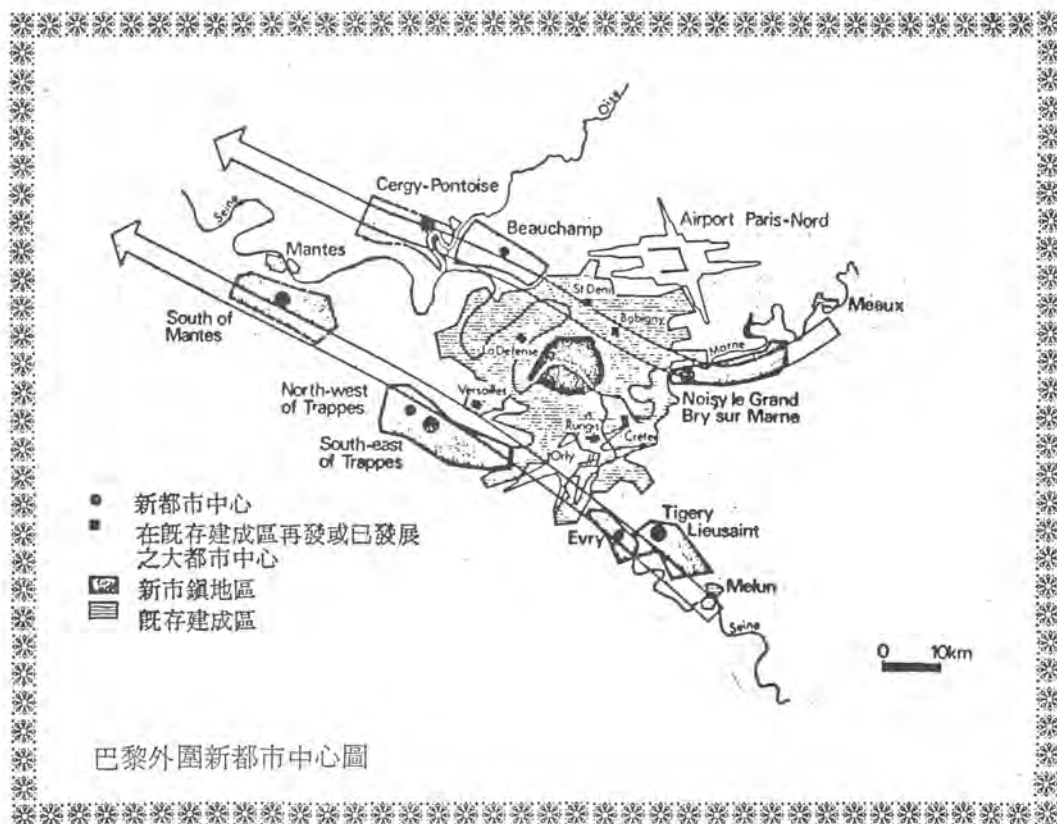 Oise
Cergy-Pontoise
Seine
Beauchamp
Airport Paris-Nord
Mantes
St Denis
Meaux
South of
Mantes
Bobigny
La Defense
Marne
North-west
of Trappes
Versailles
Noisy le Grand
Bry sur Marne
South-east
of Trappes
Rungis
Creteil
Orly
新都市中心
在既存建成區再發或已發展
之大都市中心
新市鎮地區
既存建成區
Tigery
Lieusaint
Evry
Melun
Seine
0 10km
巴黎外圍新都市中心圖